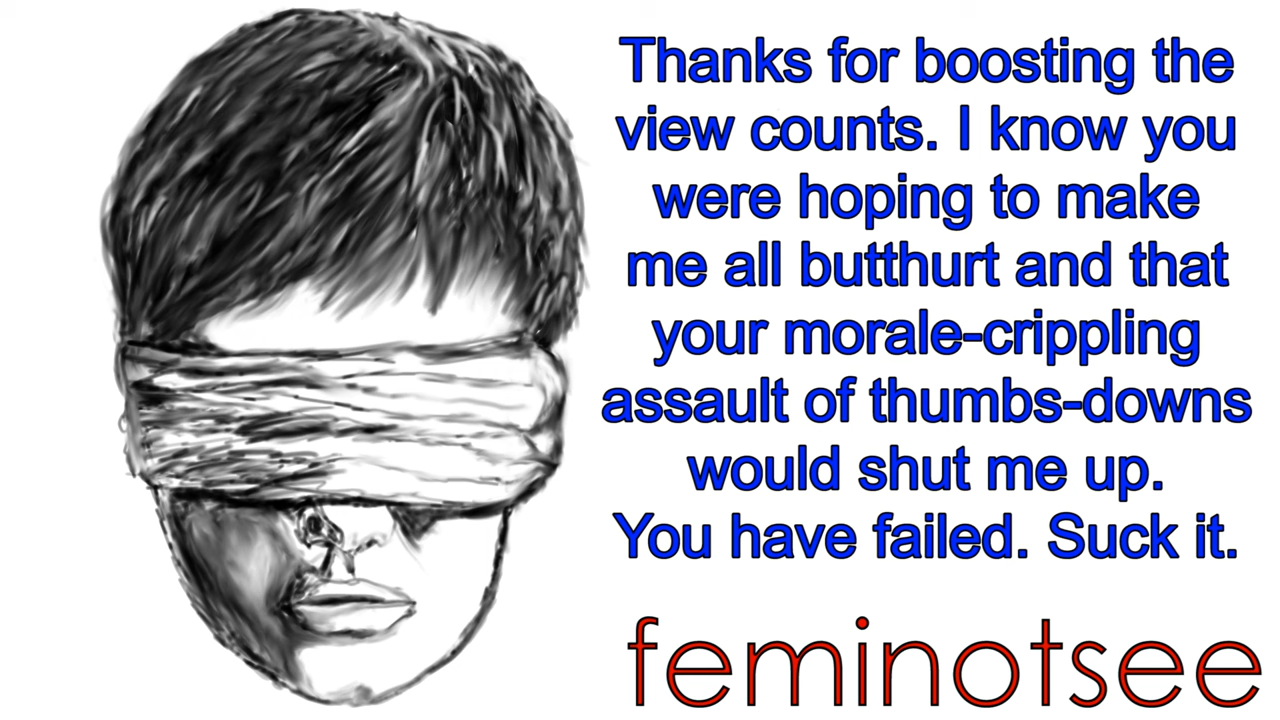 Thanks for boosting the
view counts. I know you
were hoping to make
me all butthurt and that
your morale-crippling
assault of thumbs-downs
would shut me up.
You have failed. Suck it.
feminotsee